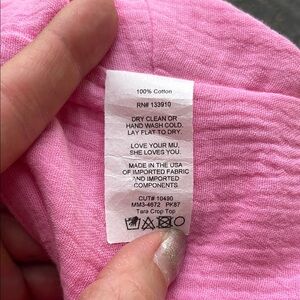 100% Cotton
RN# 133910
DRY CLEAN OR
HAND WASH COLD.
LAY FLAT TO DRY.
LOVE YOUR MU,
SHE LOVES YOU.
MADE IN THE USA
OF IMPORTED FABRIC
AND IMPORTED
COMPONENTS
CUT# 10490
MM3-4672 PK87
Tara Crop Top